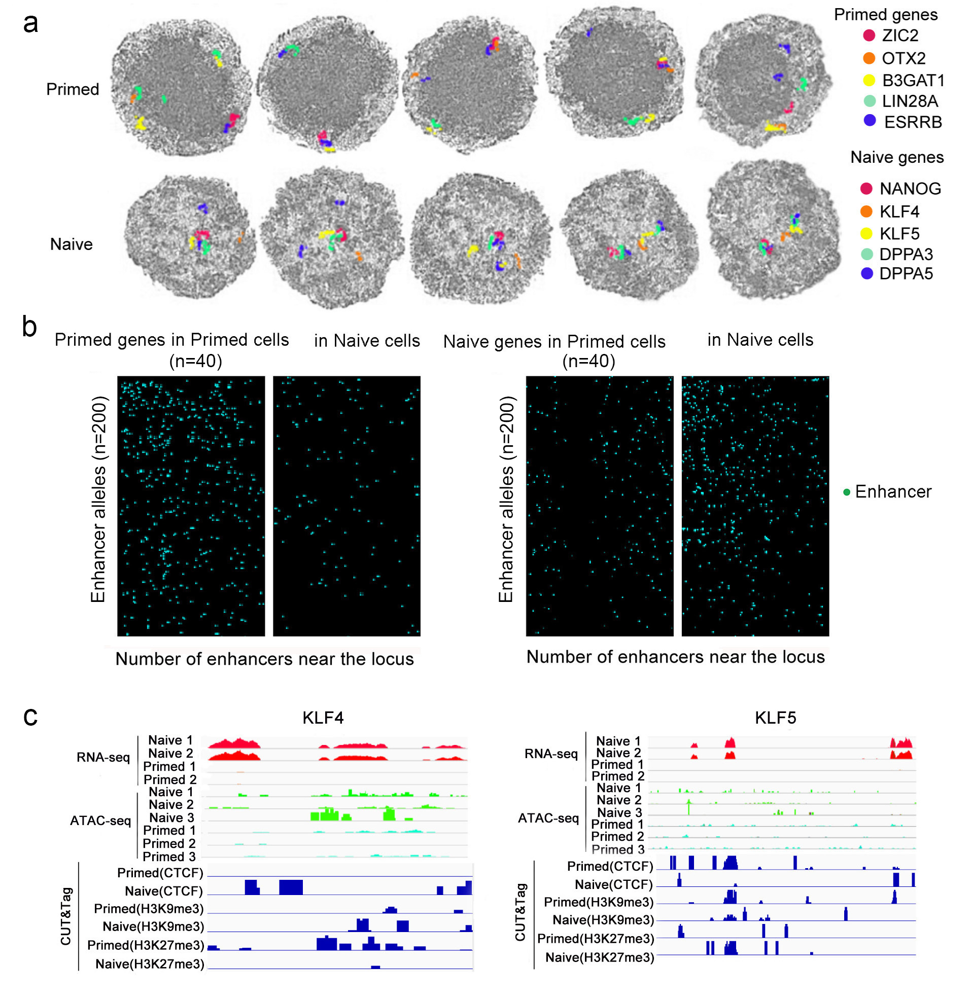 a
Primed
Primed genes
ZIC2
OTX2
B3GAT1
LIN28A
ESRRB
Naive
Naive genes
NANOG
KLF4
KLF5
DPPA3
DPPA5
b
Primed genes in Primed cells
(n=40)
in Naive cells
Naive genes in Primed cells
(n=40)
in Naive cells
Enhancer alleles (n=200)
Enhancer alleles (n=200)
Enhancer
Number of enhancers near the locus
Number of enhancers near the locus
c
KLF4
RNA-seq
Naive 1
Naive 2
Primed 1
Primed 2
ATAC-seq
Naive 1
Naive 2
Naive 3
Primed 1
Primed 2
Primed 3
CUT&Tag
Primed(CTCF)
Naive(CTCF)
Primed(H3K9me3)
Naive(H3K9me3)
Primed(H3K27me3)
Naive(H3K27me3)
KLF5
RNA-seq
Naive 1
Naive 2
Primed 1
Primed 2
ATAC-seq
Naive 1
Naive 2
Naive 3
Primed 1
Primed 2
Primed 3
CUT&Tag
Primed(CTCF)
Naive(CTCF)
Primed(H3K9me3)
Naive(H3K9me3)
Primed(H3K27me3)
Naive(H3K27me3)